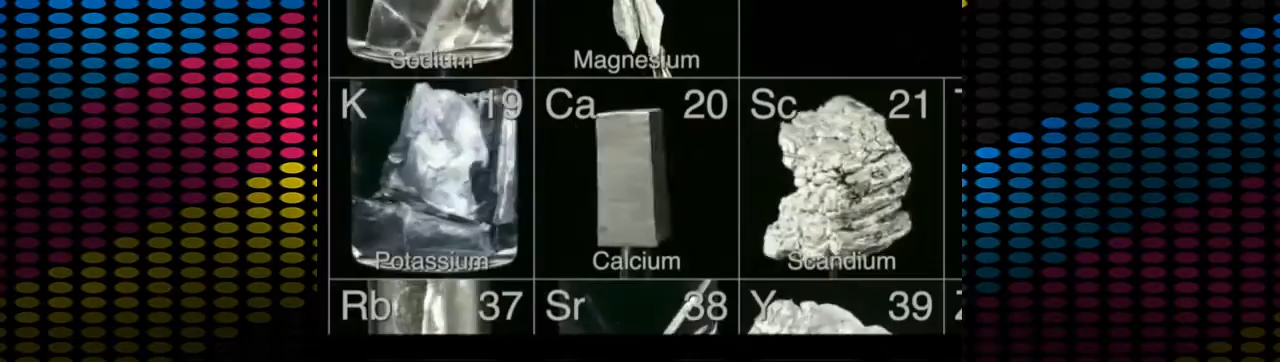 Sodium Magnesium
K 19 Ca 20 Sc 21
Potassium Calcium Scandium
Rb 37 Sr 38 Y 39